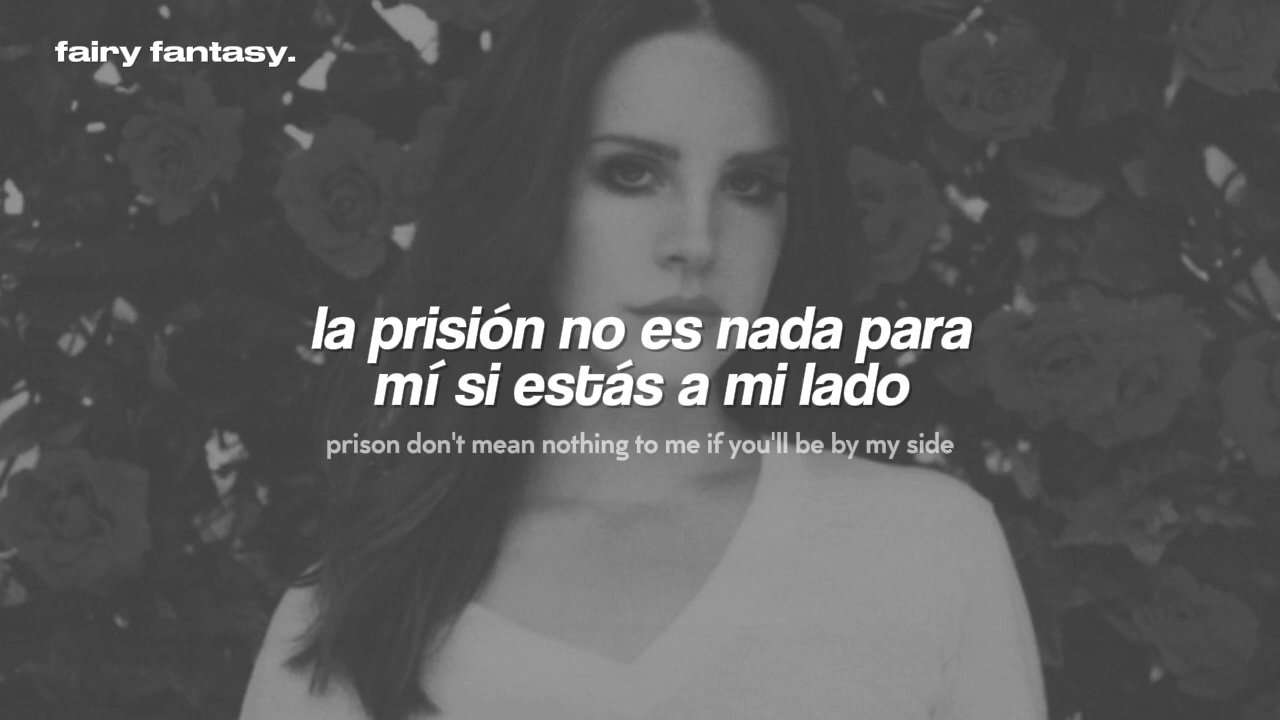 fairy fantasy.
la prisión no es nada para
mí si estás a mi lado
prison don't mean nothing to me if you'll be by my side